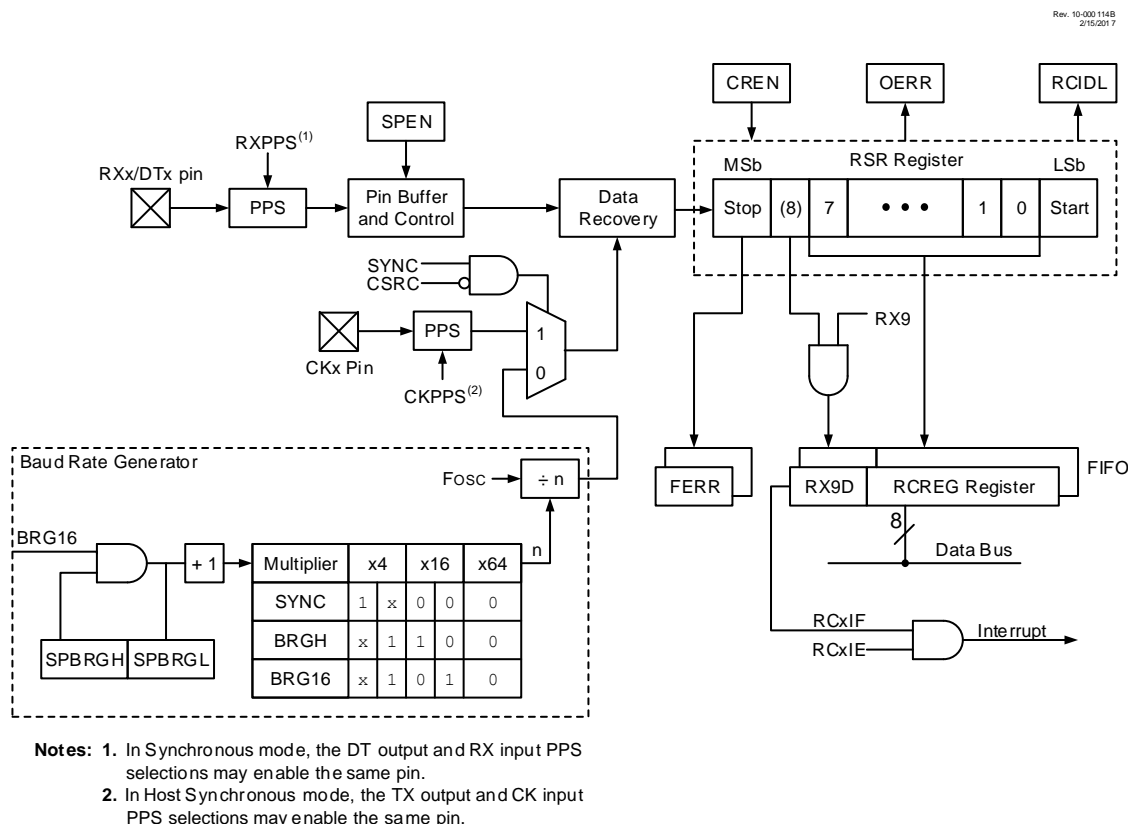 Rev. 10-000114B
2/15/2017
CREN
OERR
RCIDL
SPEN
RXPPS(1)
RXx/DTx pin
PPS
Pin Buffer
and Control
Data
Recovery
MSb
RSR Register
LSb
Stop
(8)
7
• • •
1
0
Start
SYNC
CSRC
CKx Pin
PPS
CKPPS(2)
1
0
RX9
Baud Rate Generator
Fosc
÷ n
n
FERR
RX9D
RCREG Register
FIFO
8
Data Bus
BRG16
+ 1
SPBRGH
SPBRGL
Multiplier x4 x16 x64
SYNC 1 x 0 0 0
BRGH x 1 1 0 0
BRG16 x 1 0 1 0
RCxIF
RCxIE
Interrupt
Notes: 1. In Synchronous mode, the DT output and RX input PPS
selections may enable the same pin.
2. In Host Synchronous mode, the TX output and CK input
PPS selections may enable the same pin.